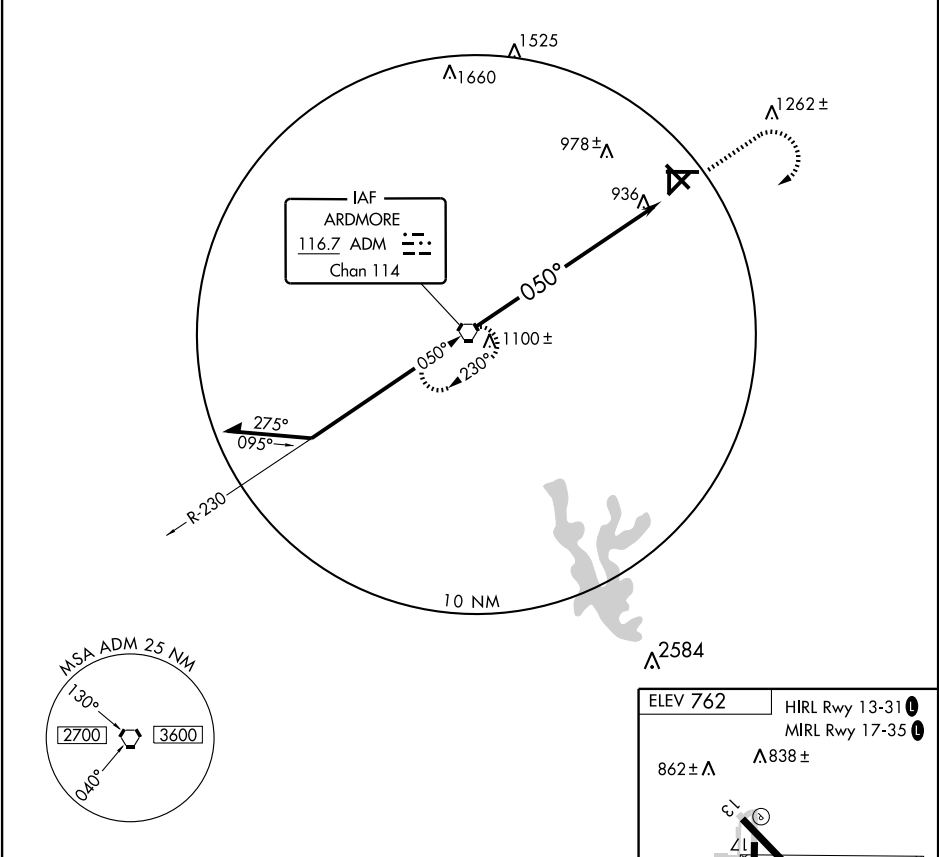 1525
1660
1262 ±
978 ±
936
IAF
ARDMORE
116.7 ADM
Chan 114
050°
1100 ±
050°
230°
275°
095°
R-230
10 NM
2584
MSA ADM 25 NM
130°
2700
3600
040°
ELEV 762
HIRL Rwy 13-31 L
MIRL Rwy 17-35 L
862 ±
838 ±
13
P
17